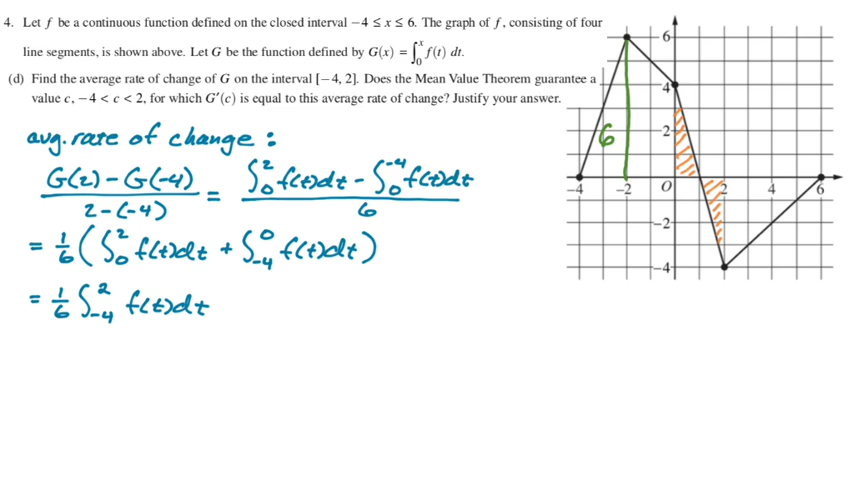 4. Let f be a continuous function defined on the closed interval −4 ≤ x ≤ 6. The graph of f, consisting of four
line segments, is shown above. Let G be the function defined by G(x) = ∫₀ˣ f(t) dt.
(d) Find the average rate of change of G on the interval [−4, 2]. Does the Mean Value Theorem guarantee a
value c, −4 < c < 2, for which G′(c) is equal to this average rate of change? Justify your answer.
avg. rate of change :
G(2) − G(−4) / 2 − (−4) = ∫₀² f(t)dt − ∫₀⁻⁴ f(t)dt / 6
= 1/6 ( ∫₀² f(t)dt + ∫₋₄⁰ f(t)dt )
= 1/6 ∫₋₄² f(t)dt
6
4
2
6
−4 −2 O 2 4 6
−2
−4